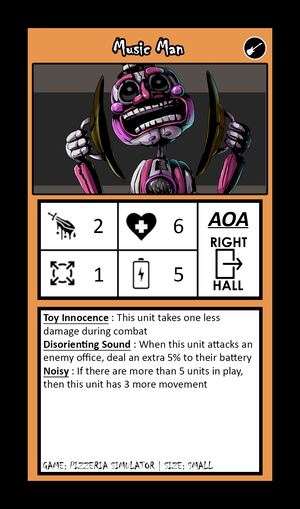 Music Man
2
6
AOA
RIGHT
1
5
HALL
Toy Innocence : This unit takes one less
damage during combat
Disorienting Sound : When this unit attacks an
enemy office, deal an extra 5% to their battery
Noisy : If there are more than 5 units in play,
then this unit has 3 more movement
GAME: PIZZERIA SIMULATOR | SIZE: SMALL